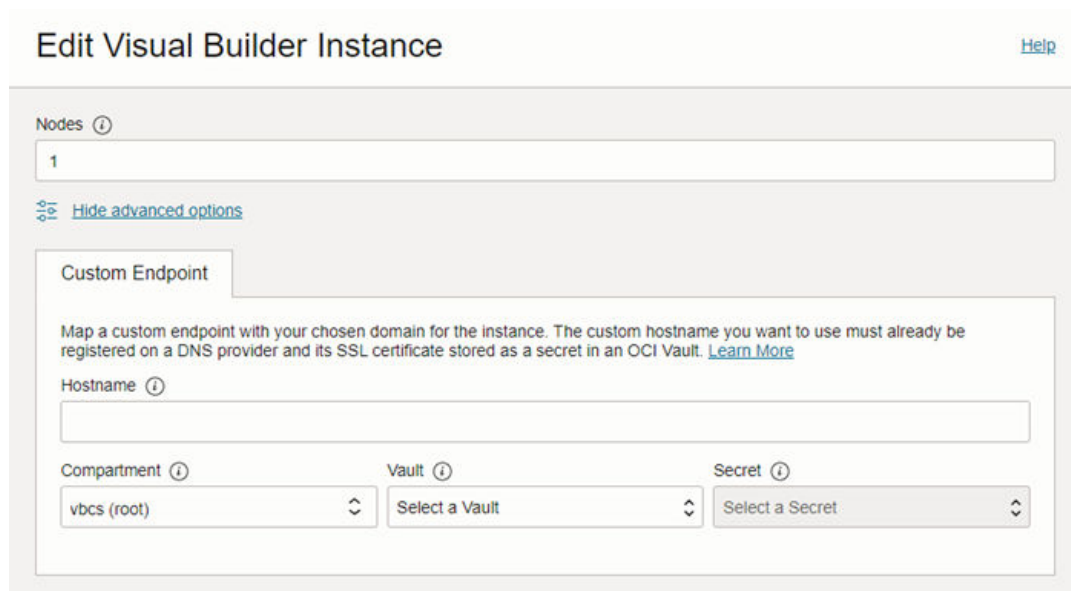 Edit Visual Builder Instance
Help
Nodes
1
Hide advanced options
Custom Endpoint
Map a custom endpoint with your chosen domain for the instance. The custom hostname you want to use must already be
registered on a DNS provider and its SSL certificate stored as a secret in an OCI Vault. Learn More
Hostname
Compartment Vault Secret
vbcs (root) Select a Vault Select a Secret